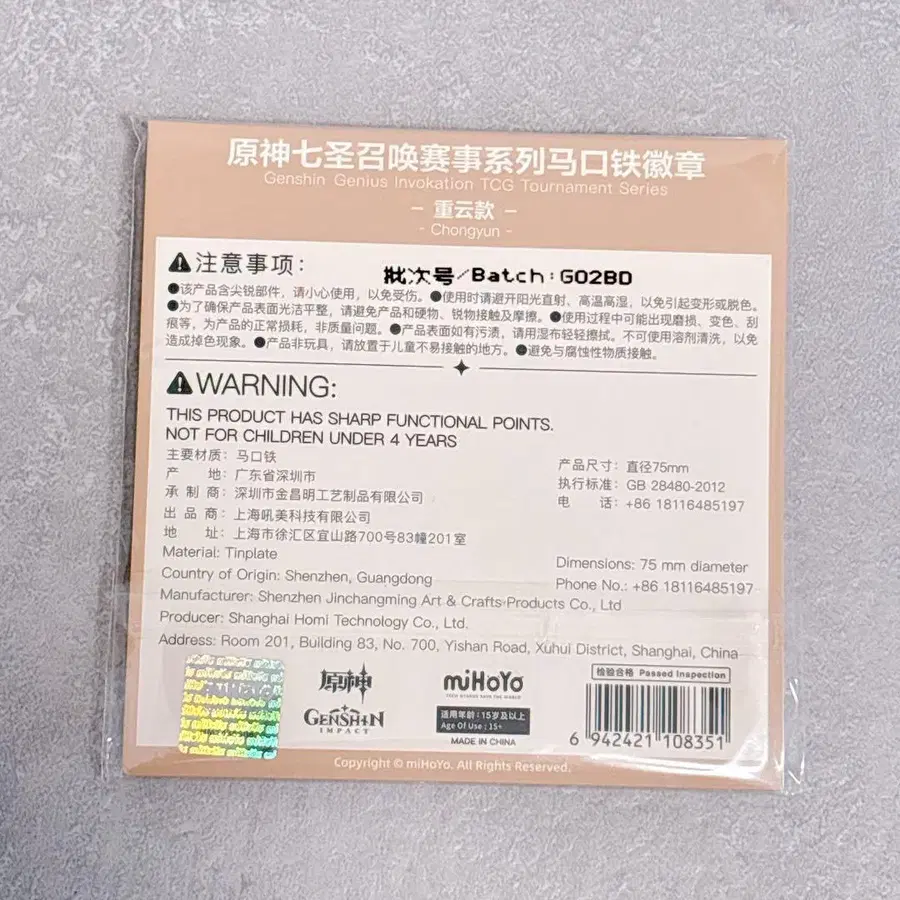 原神七圣召唤赛事系列马口铁徽章
Genshin Genius Invokation TCG Tournament Series
- 重云款 -
- Chongyun -
注意事项:
批次号/Batch:G02BD
●该产品含尖锐部件,请小心使用,以免受伤。●使用时请避开阳光直射、高温高湿,以免引起变形或脱色。
●为了确保产品表面光洁平整,请避免产品和硬物、锐物接触及摩擦。●使用过程中可能出现磨损、变色、刮
痕等,为产品的正常损耗,非质量问题。●产品表面如有污渍,请用湿布轻轻擦拭。不可使用溶剂清洗,以免
造成掉色现象。●产品非玩具,请放置于儿童不易接触的地方。●避免与腐蚀性物质接触。
WARNING:
THIS PRODUCT HAS SHARP FUNCTIONAL POINTS.
NOT FOR CHILDREN UNDER 4 YEARS
主要材质:马口铁
产 地:广东省深圳市
承 制 商:深圳市金昌明工艺制品有限公司
出 品 商:上海吼美科技有限公司
地 址:上海市徐汇区宜山路700号83幢201室
产品尺寸:直径75mm
执行标准:GB 28480-2012
电 话:+86 18116485197
Material: Tinplate
Country of Origin: Shenzhen, Guangdong
Manufacturer: Shenzhen Jinchangming Art & Crafts Products Co., Ltd
Producer: Shanghai Homi Technology Co., Ltd.
Address: Room 201, Building 83, No. 700, Yishan Road, Xuhui District, Shanghai, China
Dimensions: 75 mm diameter
Phone No.: +86 18116485197
原神
GENSHIN
IMPACT
miHoYo
TECH OTAKUS SAVE THE WORLD
适用年龄:15岁及以上
Age Of Use: 15+
MADE IN CHINA
检验合格 Passed Inspection
6 942421 108351
Copyright © miHoYo. All Rights Reserved.